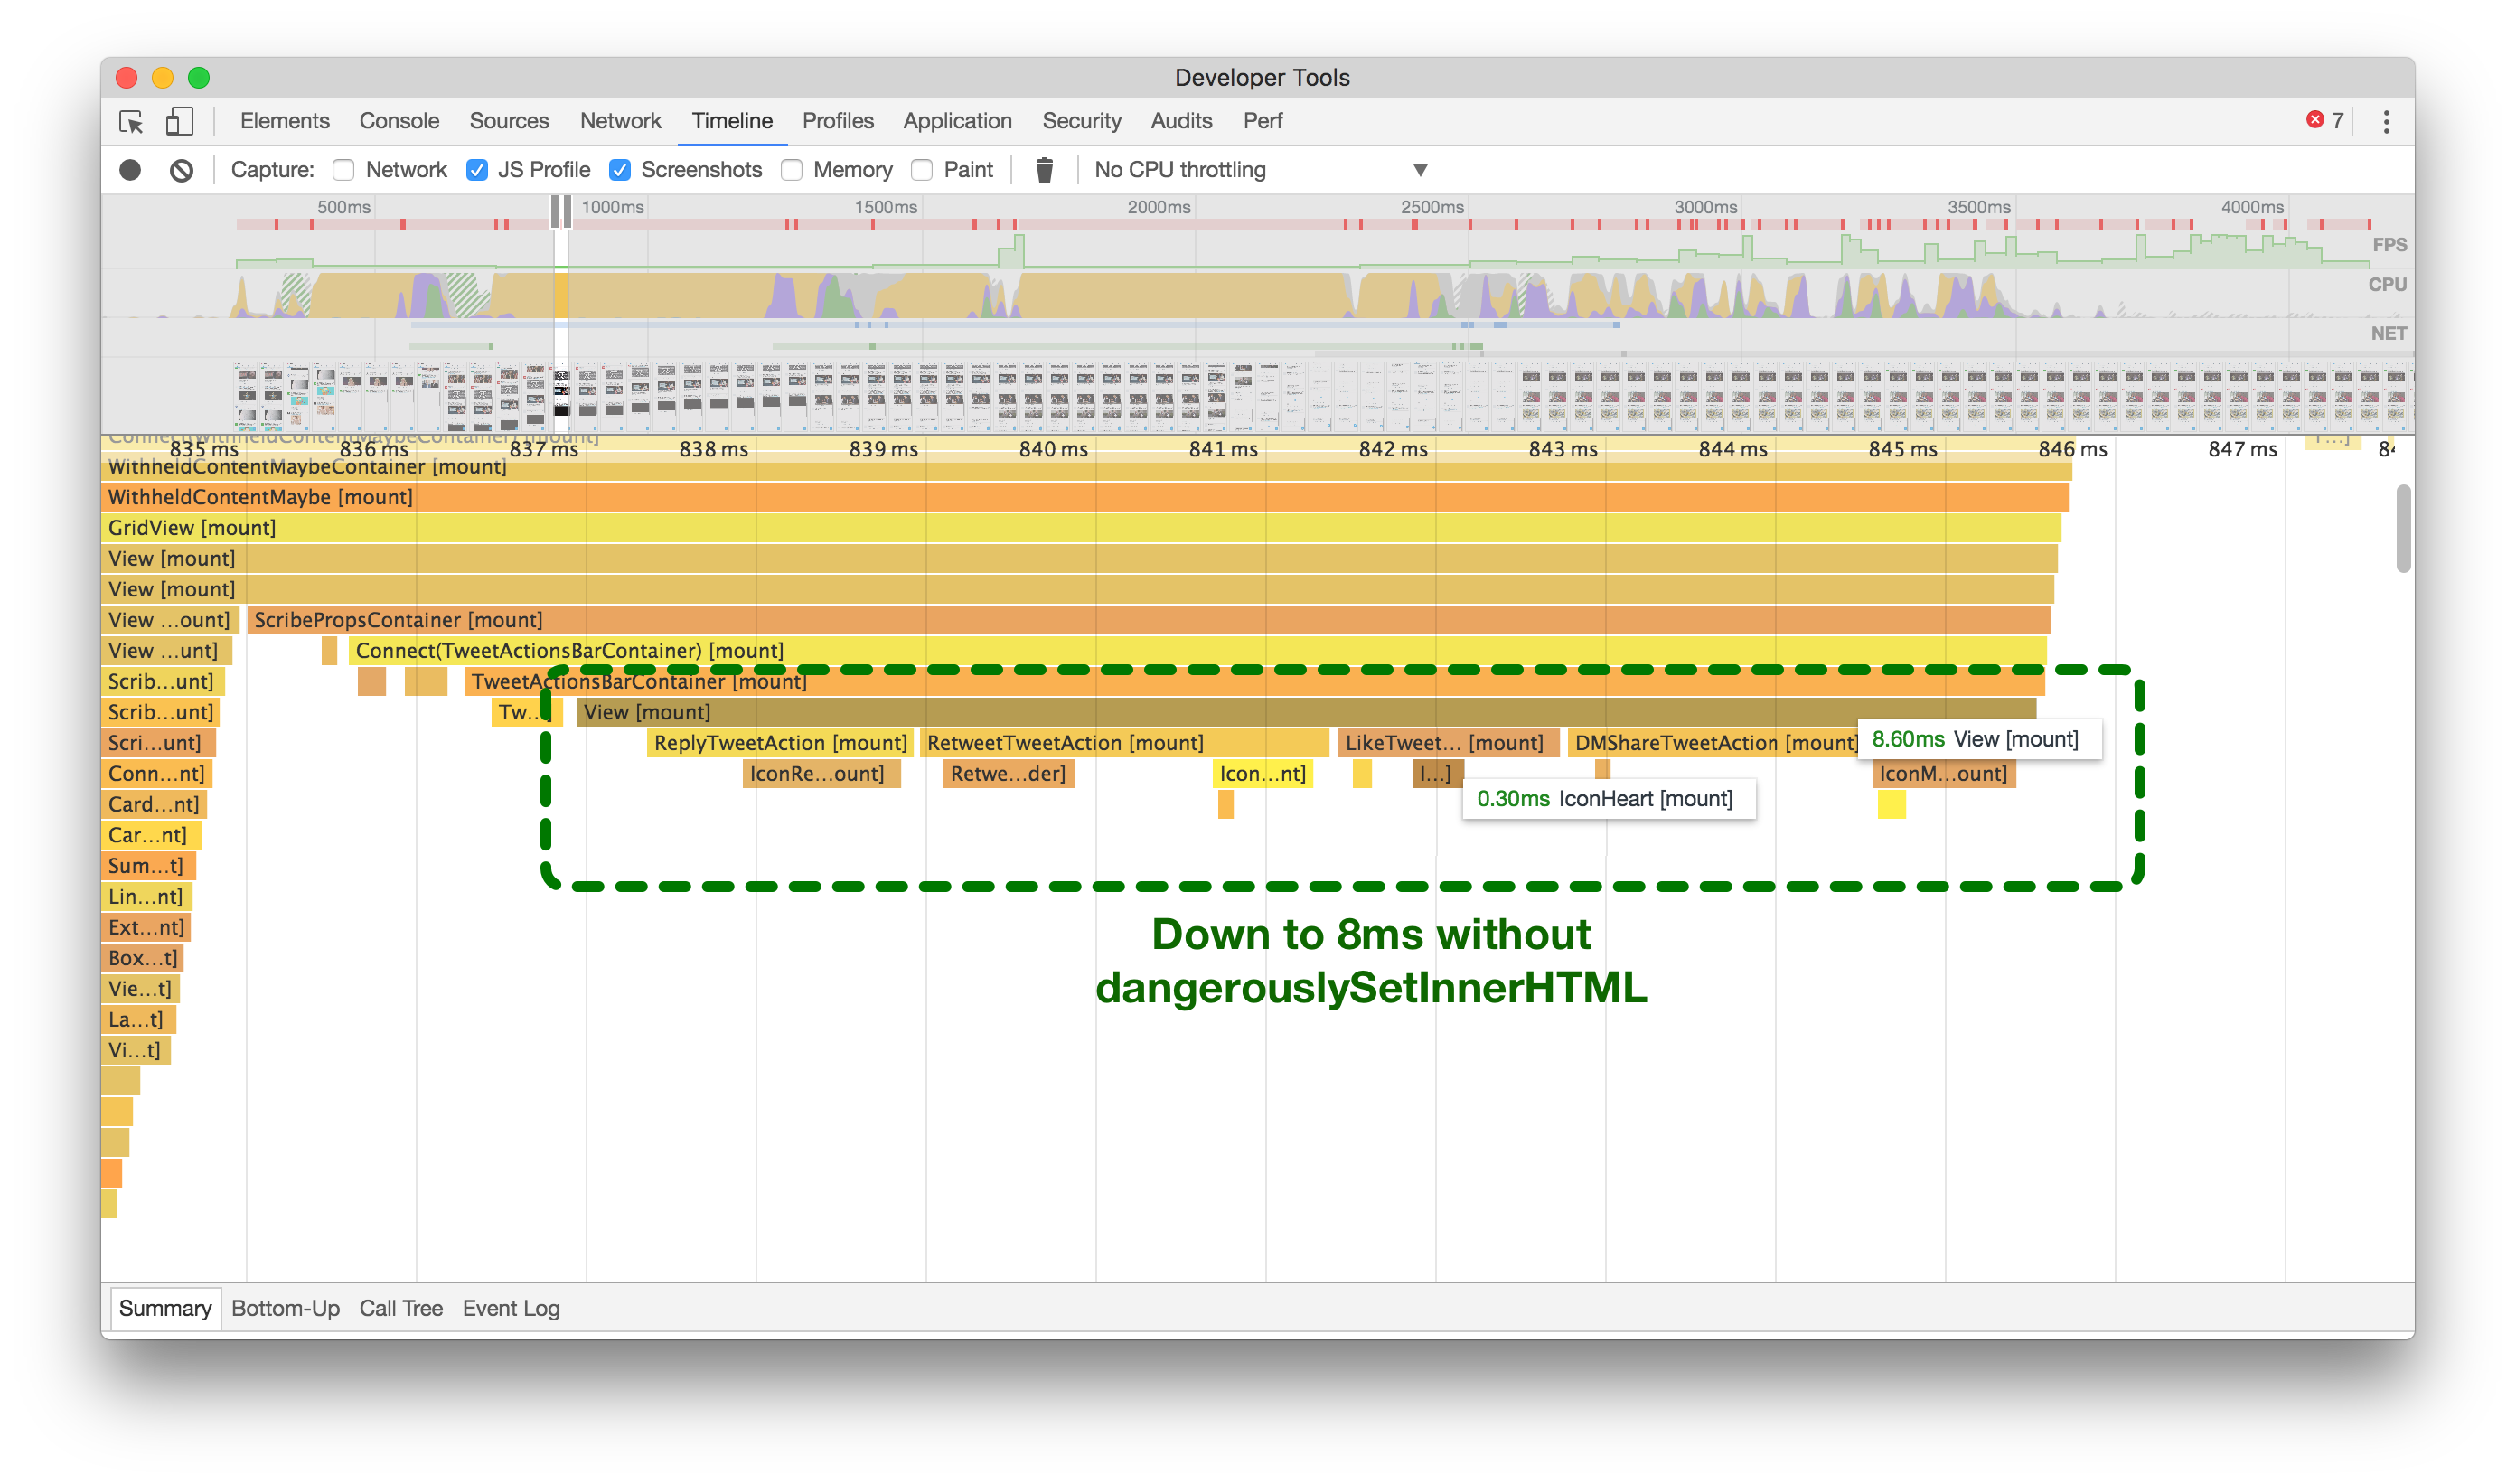 Developer Tools
Elements Console Sources Network Timeline Profiles Application Security Audits Perf 7
Capture: Network JS Profile Screenshots Memory Paint No CPU throttling
500ms 1000ms 1500ms 2000ms 2500ms 3000ms 3500ms 4000ms
FPS
CPU
NET
Connect(WithheldContentMaybeContainer) [mount]
835 ms 836 ms 837 ms 838 ms 839 ms 840 ms 841 ms 842 ms 843 ms 844 ms 845 ms 846 ms 847 ms
WithheldContentMaybeContainer [mount]
WithheldContentMaybe [mount]
GridView [mount]
View [mount]
View [mount]
View ...ount] ScribePropsContainer [mount]
View ...unt] Connect(TweetActionsBarContainer) [mount]
Scrib...unt] TweetActionsBarContainer [mount]
Scrib...unt] Tw... View [mount]
Scri...unt] ReplyTweetAction [mount] RetweetTweetAction [mount] LikeTweet... [mount] DMShareTweetAction [mount] 8.60ms View [mount]
Conn...nt] IconRe...ount] Retwe...der] Icon...nt] I...] IconM...ount]
Card...nt] 0.30ms IconHeart [mount]
Car...nt]
Sum...t]
Lin...nt]
Ext...nt]
Box...t]
Vie...t]
La...t]
Vi...t]
Down to 8ms without
dangerouslySetInnerHTML
Summary Bottom-Up Call Tree Event Log